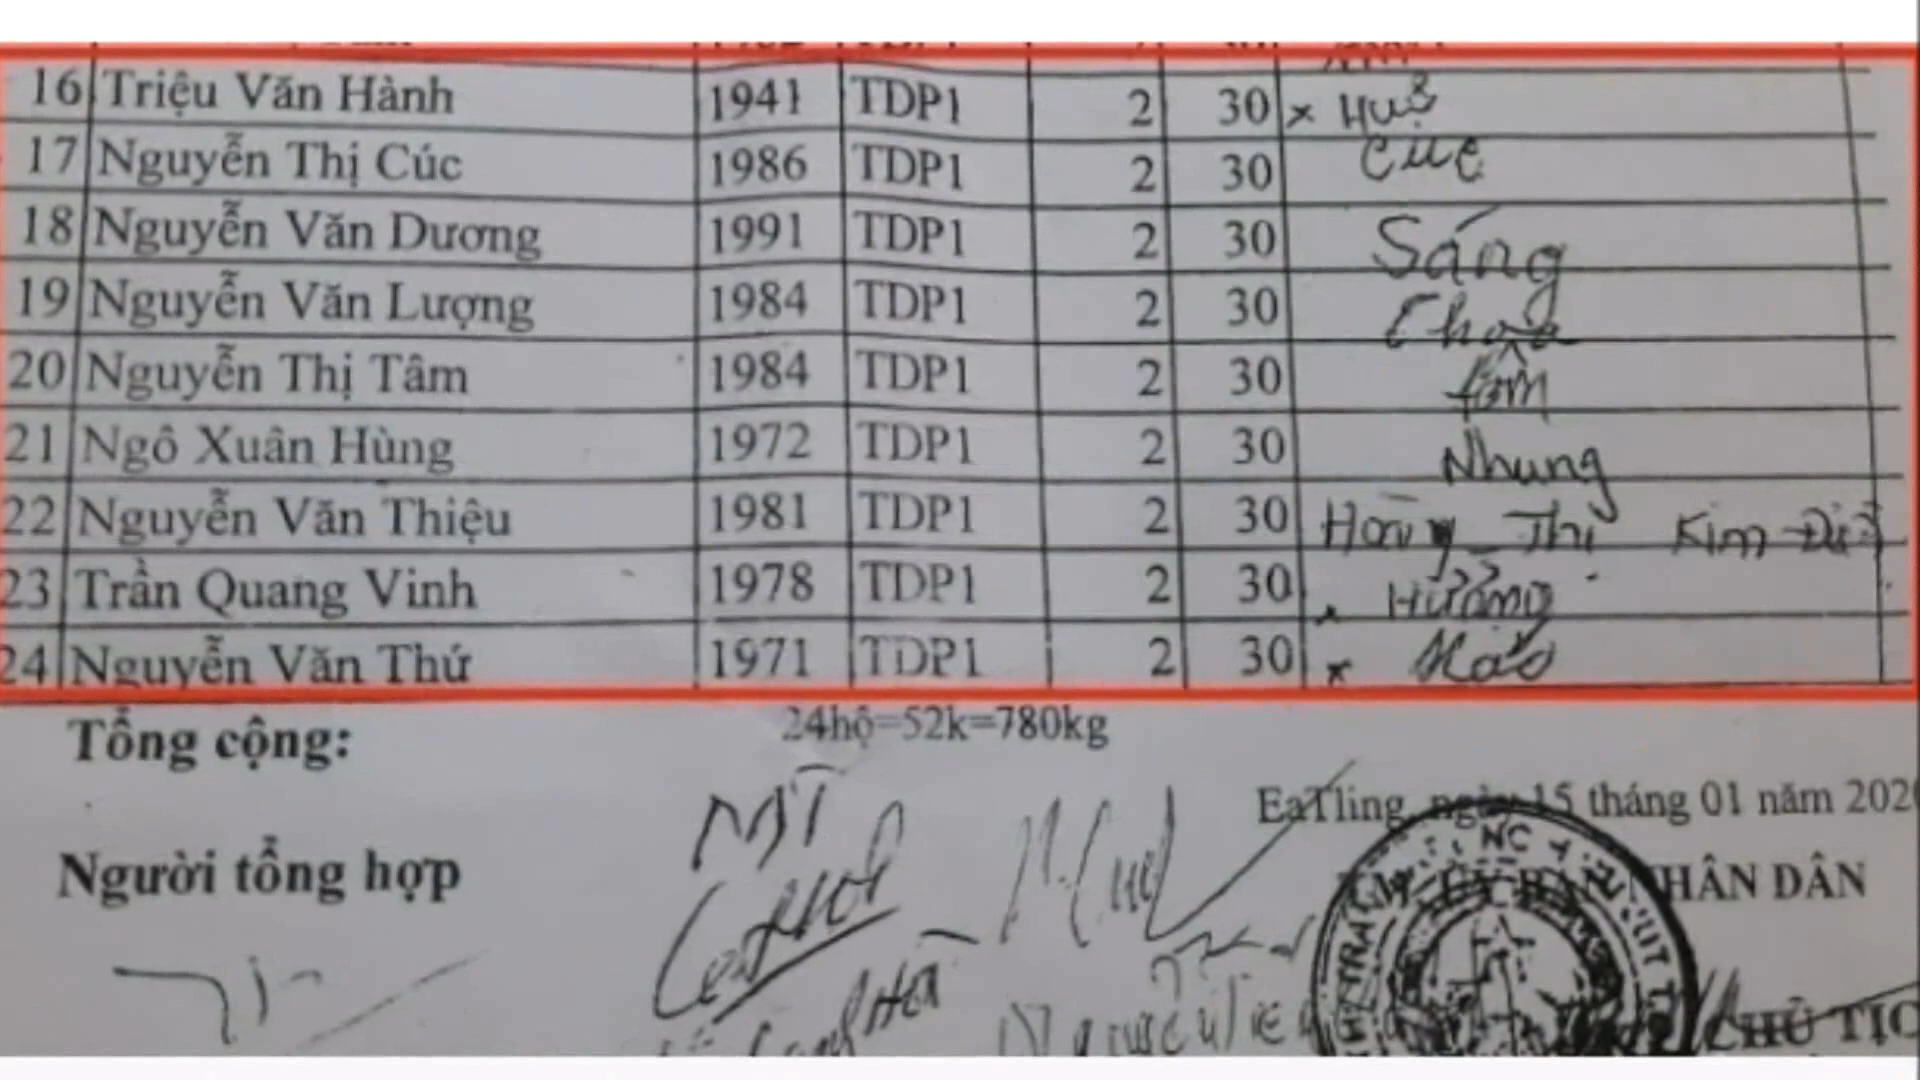 16 Triệu Văn Hành 1941 TDP1 2 30 x
17 Nguyễn Thị Cúc 1986 TDP1 2 30 Cúc
18 Nguyễn Văn Dương 1991 TDP1 2 30 Sáng
19 Nguyễn Văn Lượng 1984 TDP1 2 30
20 Nguyễn Thị Tâm 1984 TDP1 2 30 Tâm
21 Ngô Xuân Hùng 1972 TDP1 2 30 Nhung
22 Nguyễn Văn Thiệu 1981 TDP1 2 30 Thị Kim
23 Trần Quang Vinh 1978 TDP1 2 30 x
24 Nguyễn Văn Thứ 1971 TDP1 2 30 x
Tổng cộng: 24hộ=52k=780kg
EaTling, ngày 15 tháng 01 năm 202
Người tổng hợp TM. ỦY BAN NHÂN DÂN
CHỦ TỊC